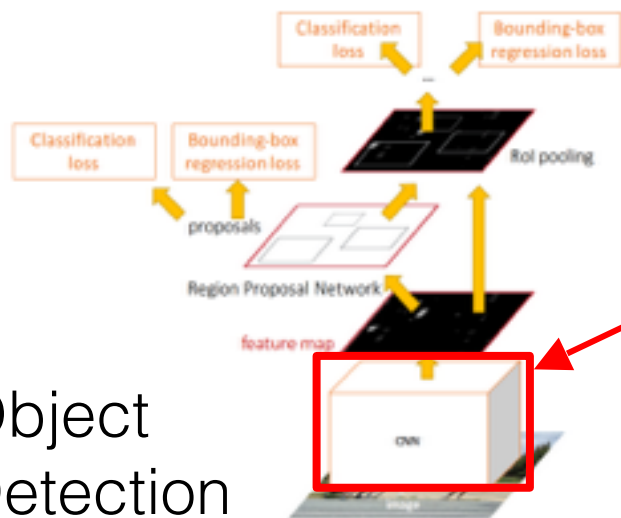 Classification
loss
Bounding-box
regression loss
...
Classification
loss
Bounding-box
regression loss
RoI pooling
proposals
Region Proposal Network
feature map
CNN
image
Object
Detection